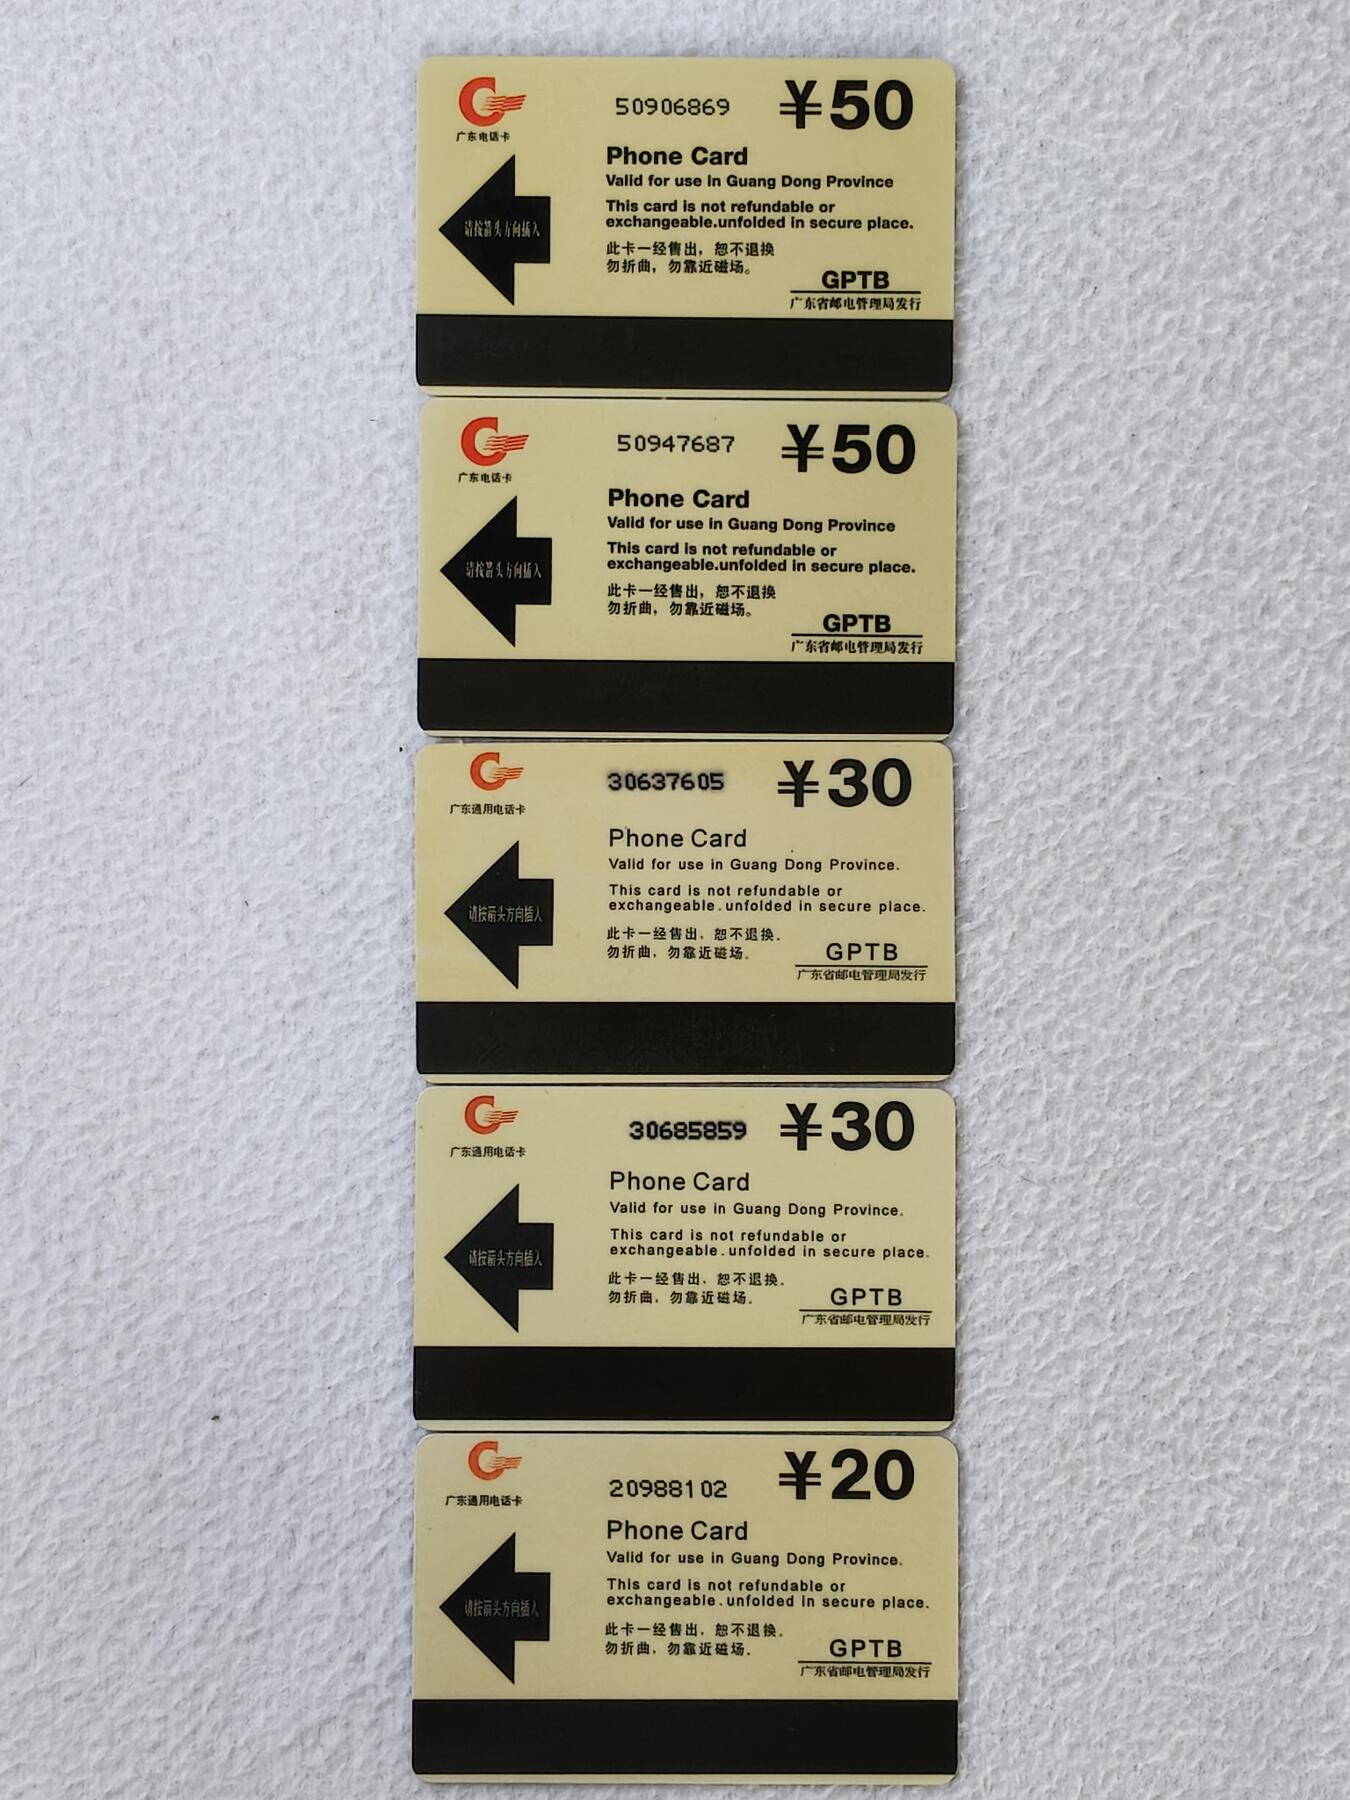 广东电话卡
50906869
¥50
Phone Card
Valid for use in Guang Dong Province
This card is not refundable or
exchangeable.unfolded in secure place.
请按箭头方向插入
此卡一经售出，恕不退换
勿折曲，勿靠近磁场。
GPTB
广东省邮电管理局发行
广东电话卡
50947687
¥50
Phone Card
Valid for use in Guang Dong Province
This card is not refundable or
exchangeable.unfolded in secure place.
请按箭头方向插入
此卡一经售出，恕不退换
勿折曲，勿靠近磁场。
GPTB
广东省邮电管理局发行
广东通用电话卡
30637605
¥30
Phone Card
Valid for use in Guang Dong Province.
This card is not refundable or
exchangeable.unfolded in secure place.
请按箭头方向插入
此卡一经售出，恕不退换．
勿折曲，勿靠近磁场．
GPTB
广东省邮电管理局发行
广东通用电话卡
30685859
¥30
Phone Card
Valid for use in Guang Dong Province.
This card is not refundable or
exchangeable.unfolded in secure place.
请按箭头方向插入
此卡一经售出，恕不退换．
勿折曲，勿靠近磁场．
GPTB
广东省邮电管理局发行
广东通用电话卡
20988102
¥20
Phone Card
Valid for use in Guang Dong Province.
This card is not refundable or
exchangeable.unfolded in secure place.
请按箭头方向插入
此卡一经售出，恕不退换．
勿折曲，勿靠近磁场．
GPTB
广东省邮电管理局发行